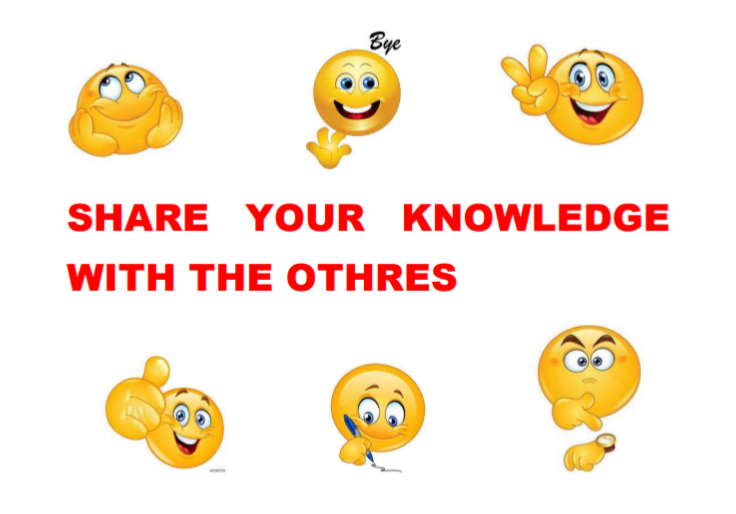 Bye
SHARE YOUR KNOWLEDGE
WITH THE OTHRES